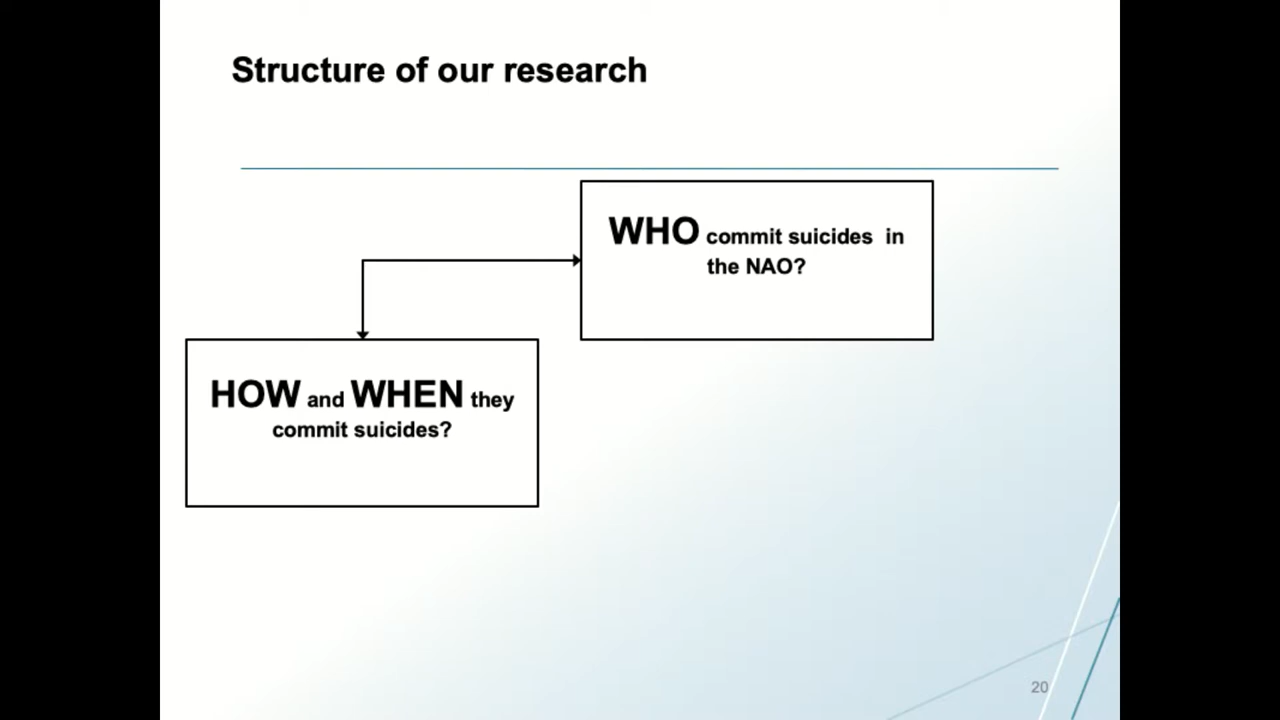 Structure of our research
WHO commit suicides in
the NAO?
HOW and WHEN they
commit suicides?
20